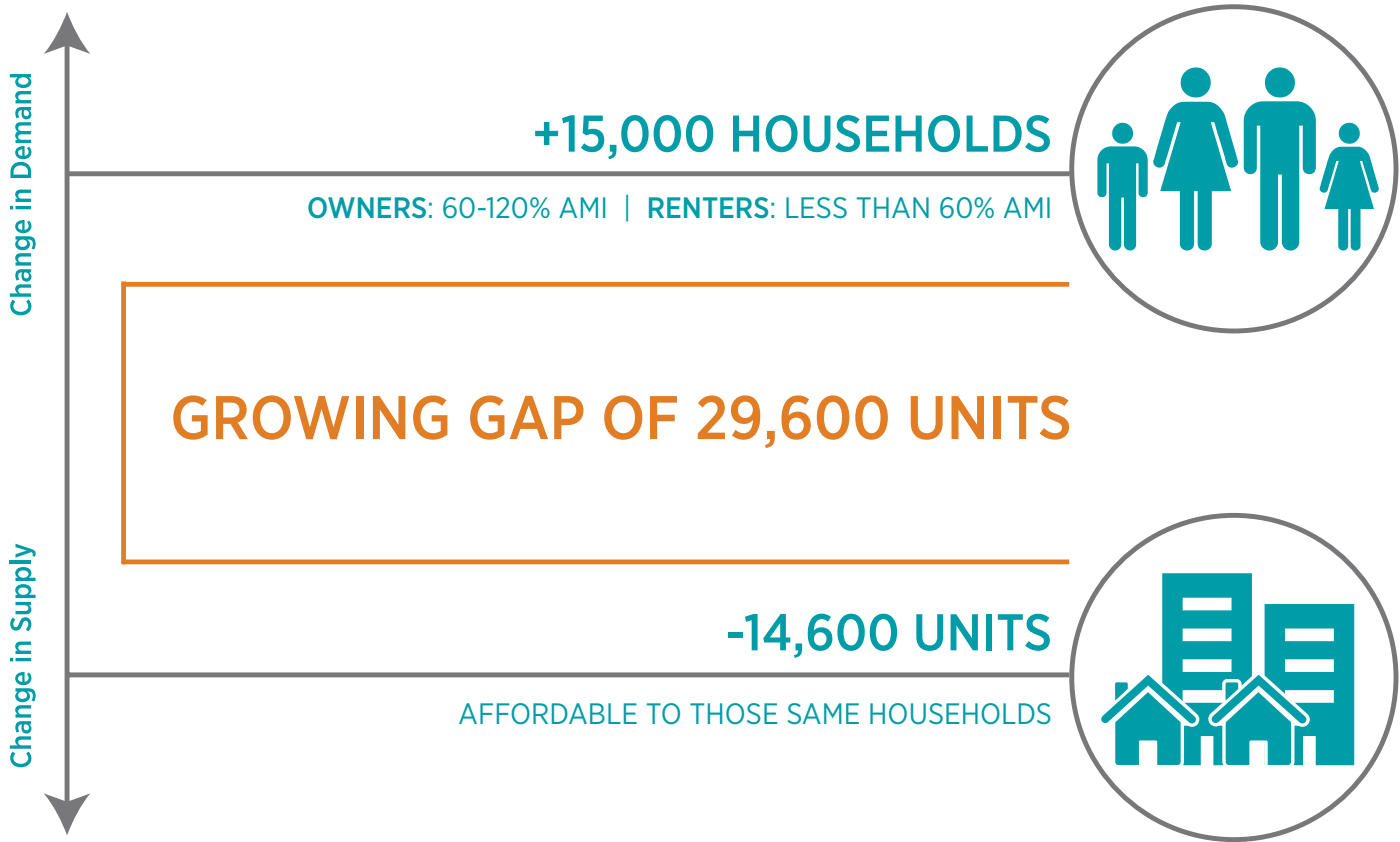 Change in Demand
+15,000 HOUSEHOLDS
OWNERS: 60-120% AMI | RENTERS: LESS THAN 60% AMI
GROWING GAP OF 29,600 UNITS
Change in Supply
-14,600 UNITS
AFFORDABLE TO THOSE SAME HOUSEHOLDS